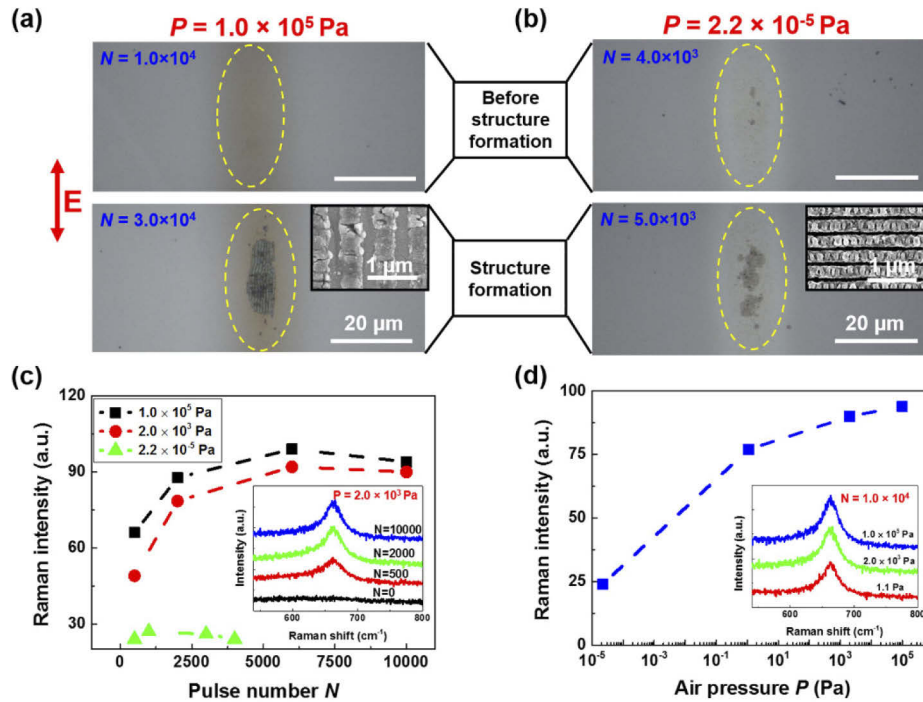 (a)
P = 1.0 × 10⁵ Pa
(b)
P = 2.2 × 10⁻⁵ Pa
N = 1.0×10⁴
N = 4.0×10³
Before
structure
formation
E
N = 3.0×10⁴
1 μm
20 μm
Structure
formation
N = 5.0×10³
1 μm
20 μm
(c)
120
90
60
30
Raman intensity (a.u.)
1.0 × 10⁵ Pa
2.0 × 10³ Pa
2.2 × 10⁻⁵ Pa
P = 2.0 × 10³ Pa
N=10000
N=2000
N=500
N=0
Intensity (a.u.)
600 700 800
Raman shift (cm⁻¹)
0 2500 5000 7500 10000
Pulse number N
(d)
100
75
50
25
0
Raman intensity (a.u.)
N = 1.0 × 10⁴
1.0 × 10⁵ Pa
2.0 × 10³ Pa
1.1 Pa
Intensity (a.u.)
600 700 800
Raman shift (cm⁻¹)
10⁻⁵ 10⁻³ 10⁻¹ 10¹ 10³ 10⁵
Air pressure P (Pa)